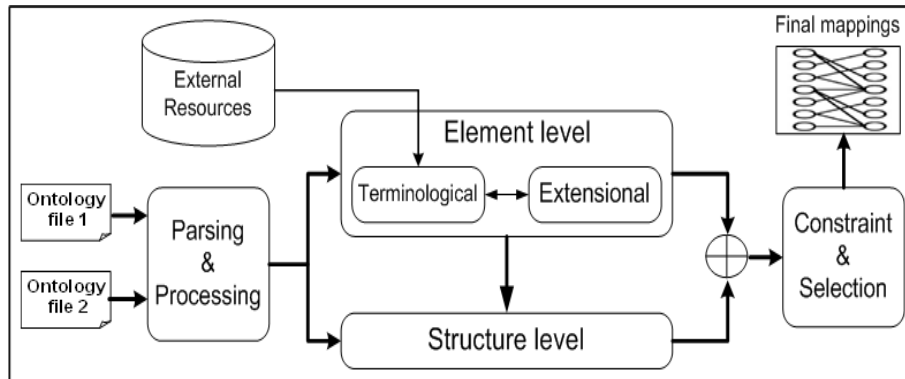 Final mappings
External
Resources
Element level
Terminological
Extensional
Ontology
file 1
Ontology
file 2
Parsing
&
Processing
Constraint
&
Selection
Structure level